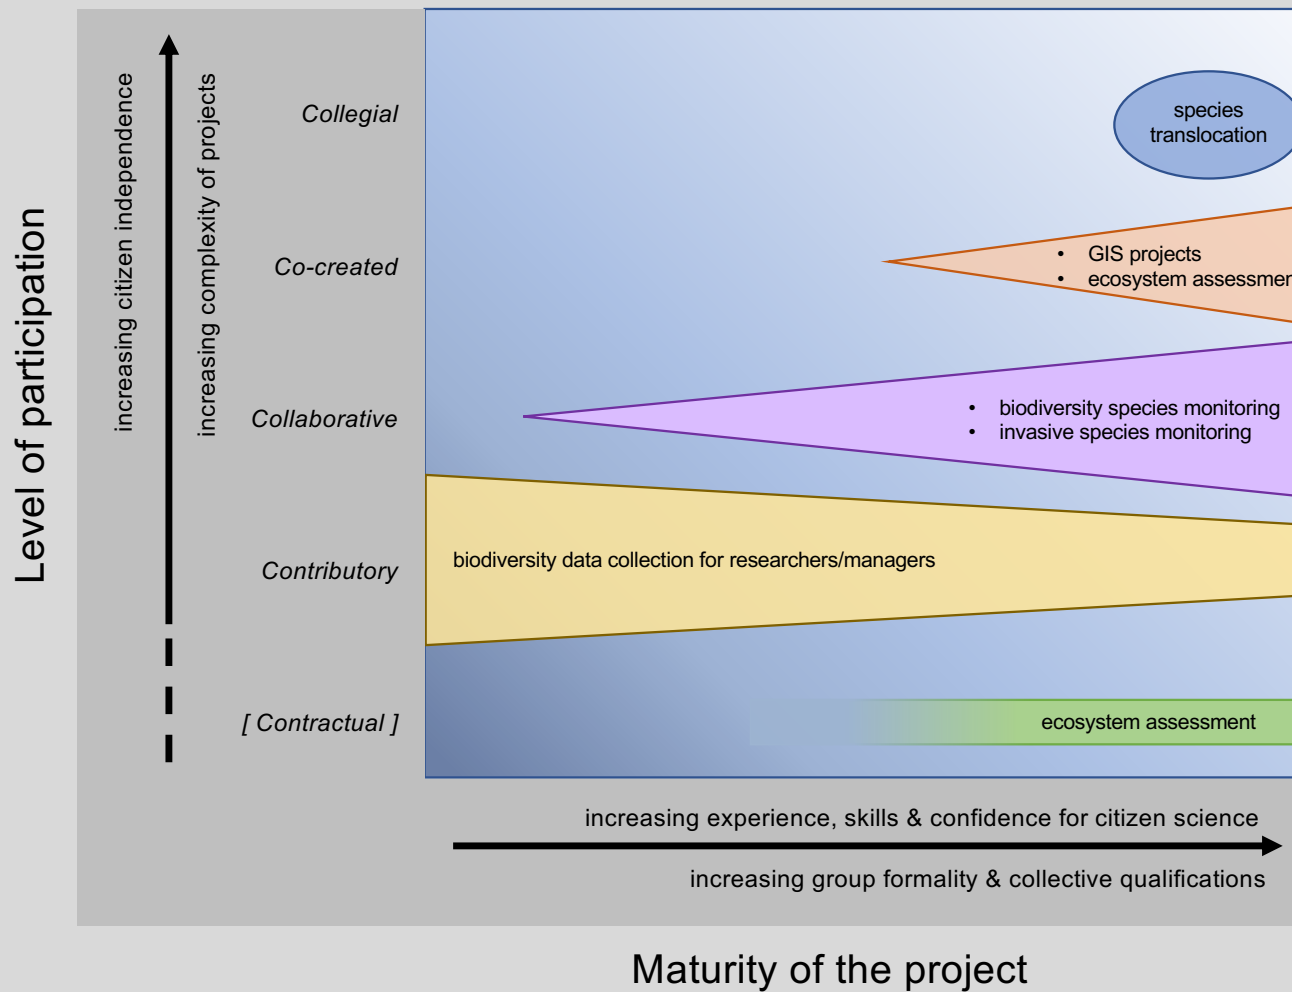 Level of participation
increasing citizen independence
increasing complexity of projects
Collegial
species
translocation
Co-created
• GIS projects
• ecosystem assessmen
Collaborative
• biodiversity species monitoring
• invasive species monitoring
Contributory
biodiversity data collection for researchers/managers
[ Contractual ]
ecosystem assessment
increasing experience, skills & confidence for citizen science
increasing group formality & collective qualifications
Maturity of the project